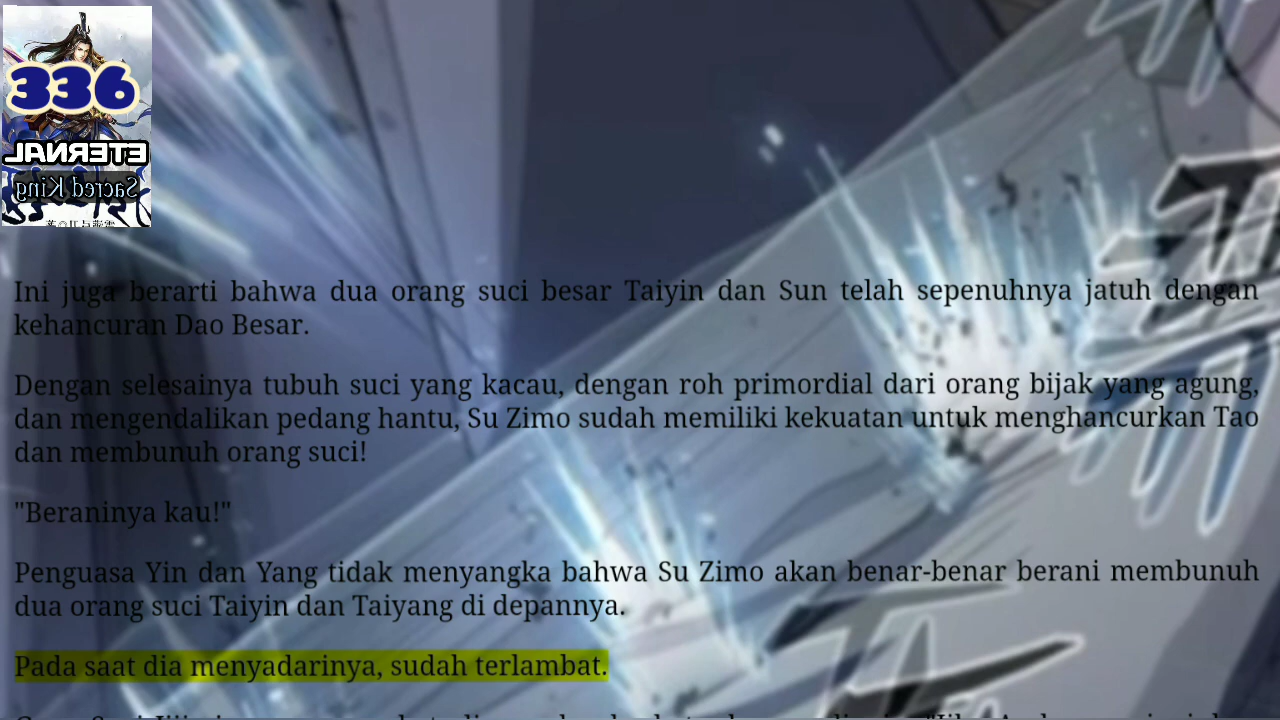 336
ETERNAL
Sacred King
Ini juga berarti bahwa dua orang suci besar Taiyin dan Sun telah sepenuhnya jatuh dengan
kehancuran Dao Besar.
Dengan selesainya tubuh suci yang kacau, dengan roh primordial dari orang bijak yang agung,
dan mengendalikan pedang hantu, Su Zimo sudah memiliki kekuatan untuk menghancurkan Tao
dan membunuh orang suci!
"Beraninya kau!"
Penguasa Yin dan Yang tidak menyangka bahwa Su Zimo akan benar-benar berani membunuh
dua orang suci Taiyin dan Taiyang di depannya.
Pada saat dia menyadarinya, sudah terlambat.